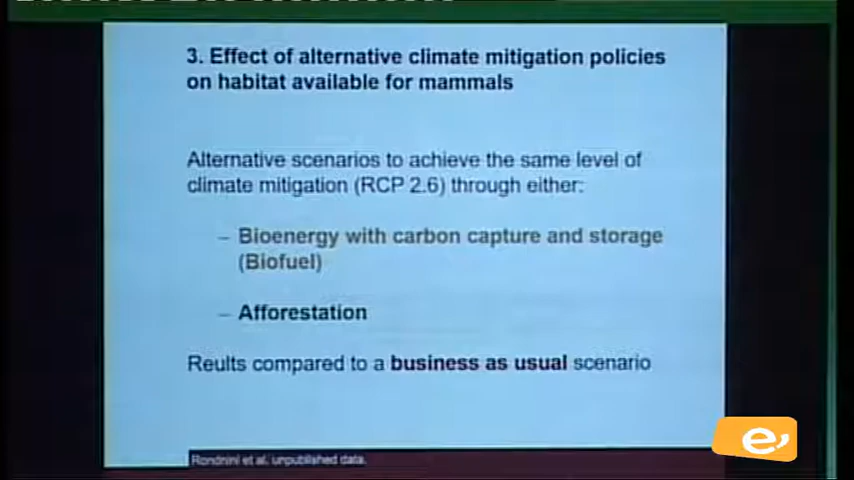 3. Effect of alternative climate mitigation policies
on habitat available for mammals
Alternative scenarios to achieve the same level of
climate mitigation (RCP 2.6) through either:
– Bioenergy with carbon capture and storage
(Biofuel)
– Afforestation
Reults compared to a business as usual scenario
Rondnini et al. unpublished data.
e